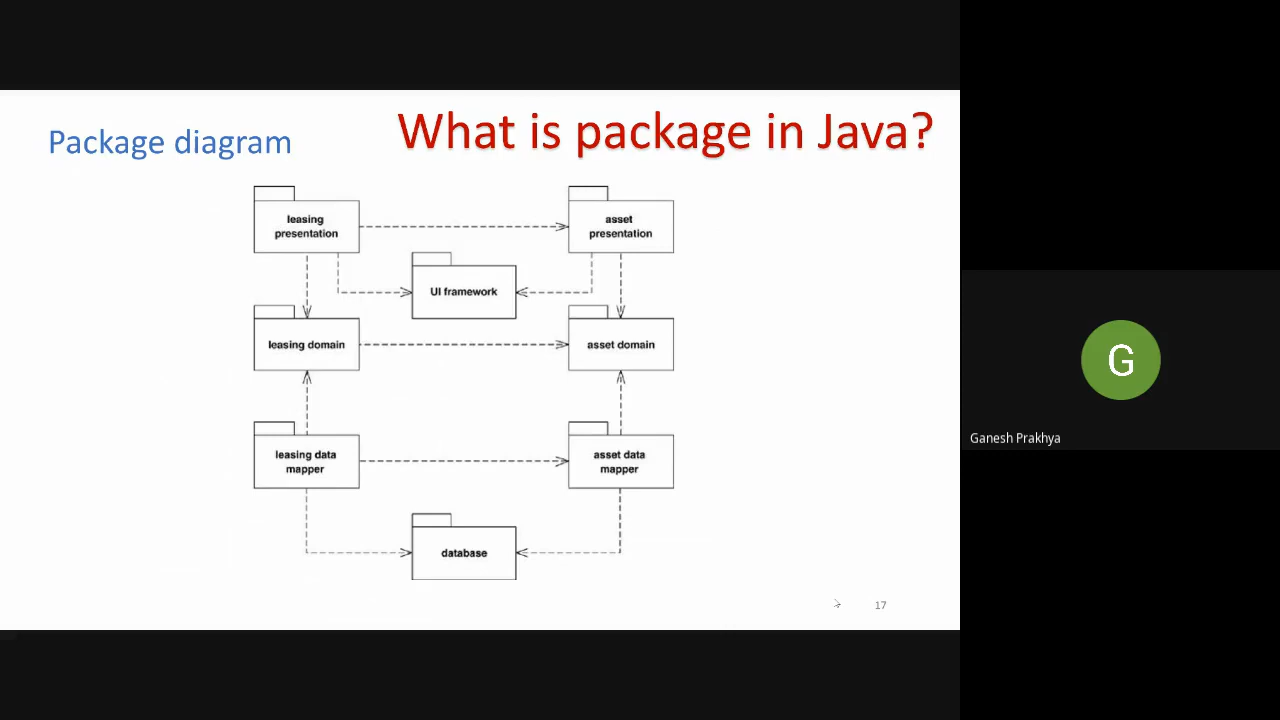 Package diagram
What is package in Java?
leasing
presentation
asset
presentation
UI framework
leasing domain
asset domain
leasing data
mapper
asset data
mapper
database
17
G
Ganesh Prakhya